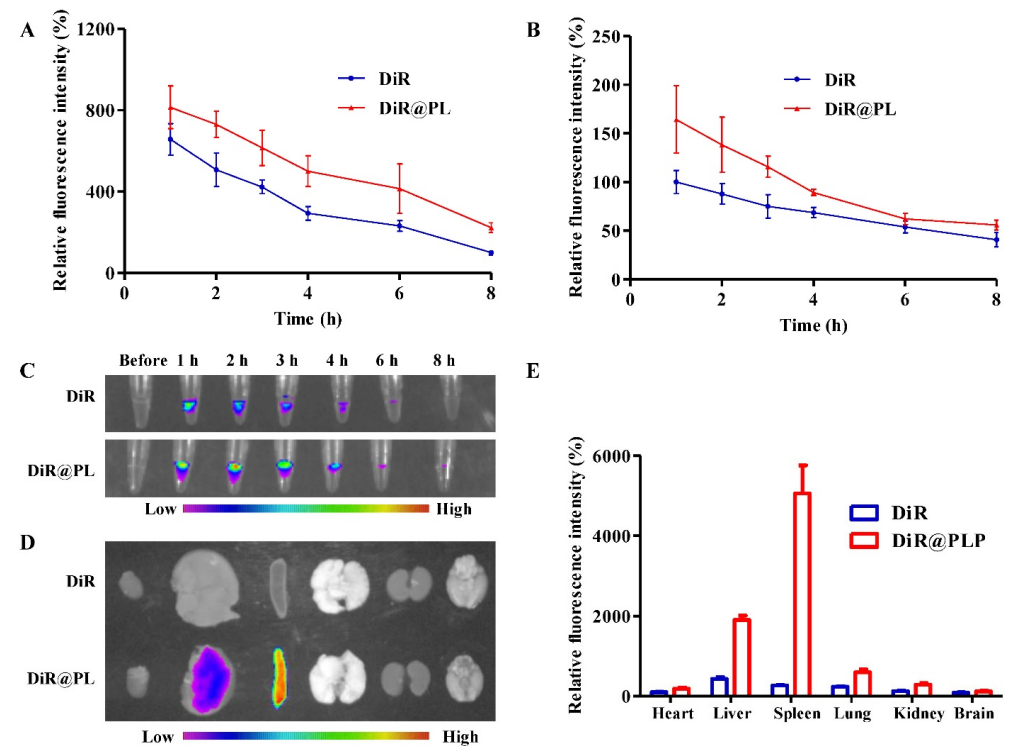 A
Relative fluorescence intensity (%)
1200
800
400
0
0
2
4
6
8
Time (h)
DiR
DiR@PL
B
Relative fluorescence intensity (%)
250
200
150
100
50
0
0
2
4
6
8
Time (h)
DiR
DiR@PL
C
Before 1 h 2 h 3 h 4 h 6 h 8 h
DiR
DiR@PL
Low High
D
DiR
DiR@PL
Low High
E
Relative fluorescence intensity (%)
6000
4000
2000
0
DiR
DiR@PLP
Heart Liver Spleen Lung Kidney Brain